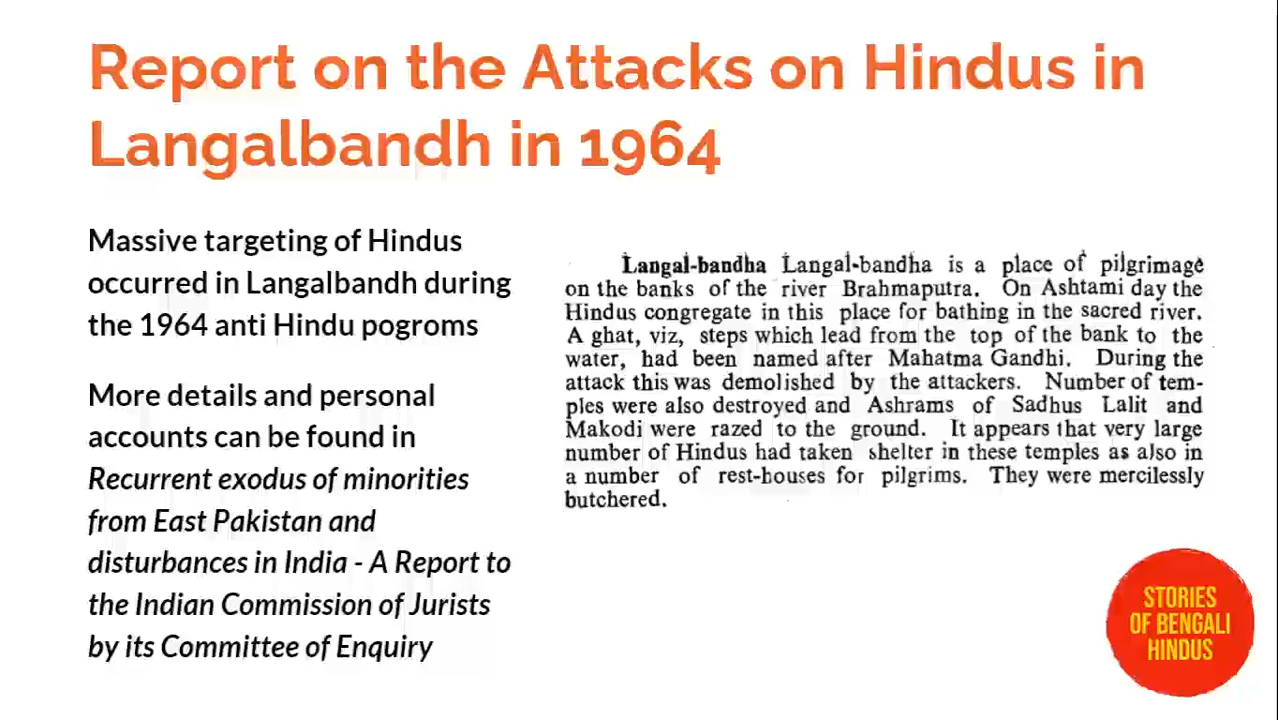 Report on the Attacks on Hindus in
Langalbandh in 1964
Massive targeting of Hindus
occurred in Langalbandh during
the 1964 anti Hindu pogroms
More details and personal
accounts can be found in
Recurrent exodus of minorities
from East Pakistan and
disturbances in India - A Report to
the Indian Commission of Jurists
by its Committee of Enquiry
Langal-bandha Langal-bandha is a place of pilgrimage
on the banks of the river Brahmaputra. On Ashtami day the
Hindus congregate in this place for bathing in the sacred river.
A ghat, viz, steps which lead from the top of the bank to the
water, had been named after Mahatma Gandhi. During the
attack this was demolished by the attackers. Number of tem-
ples were also destroyed and Ashrams of Sadhus Lalit and
Makodi were razed to the ground. It appears that very large
number of Hindus had taken shelter in these temples as also in
a number of rest-houses for pilgrims. They were mercilessly
butchered.
STORIES
OF BENGALI
HINDUS